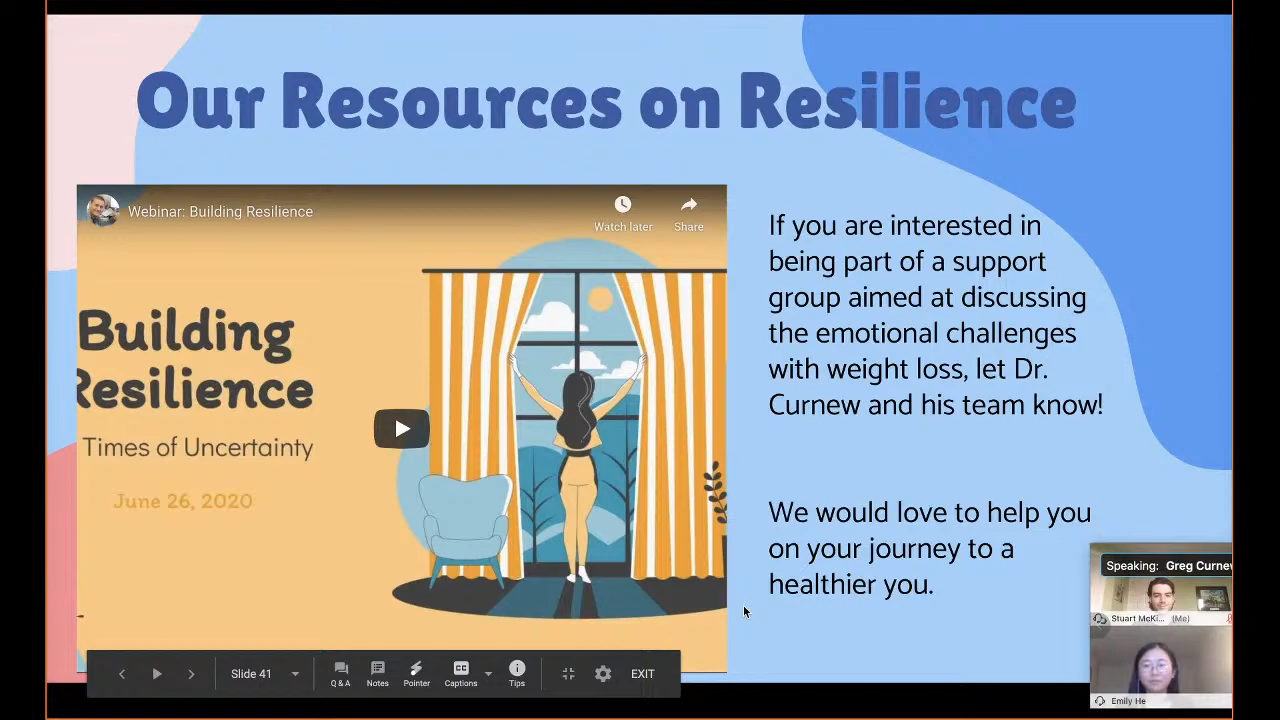 Our Resources on Resilience
Webinar: Building Resilience
Watch later
Share
Building
Resilience
Times of Uncertainty
June 26, 2020
If you are interested in
being part of a support
group aimed at discussing
the emotional challenges
with weight loss, let Dr.
Curnew and his team know!
We would love to help you
on your journey to a
healthier you.
Speaking: Greg Curnew
Stuart McKi... (Me)
Emily He
Slide 41
Q & A
Notes
Pointer
CC
Captions
Tips
EXIT